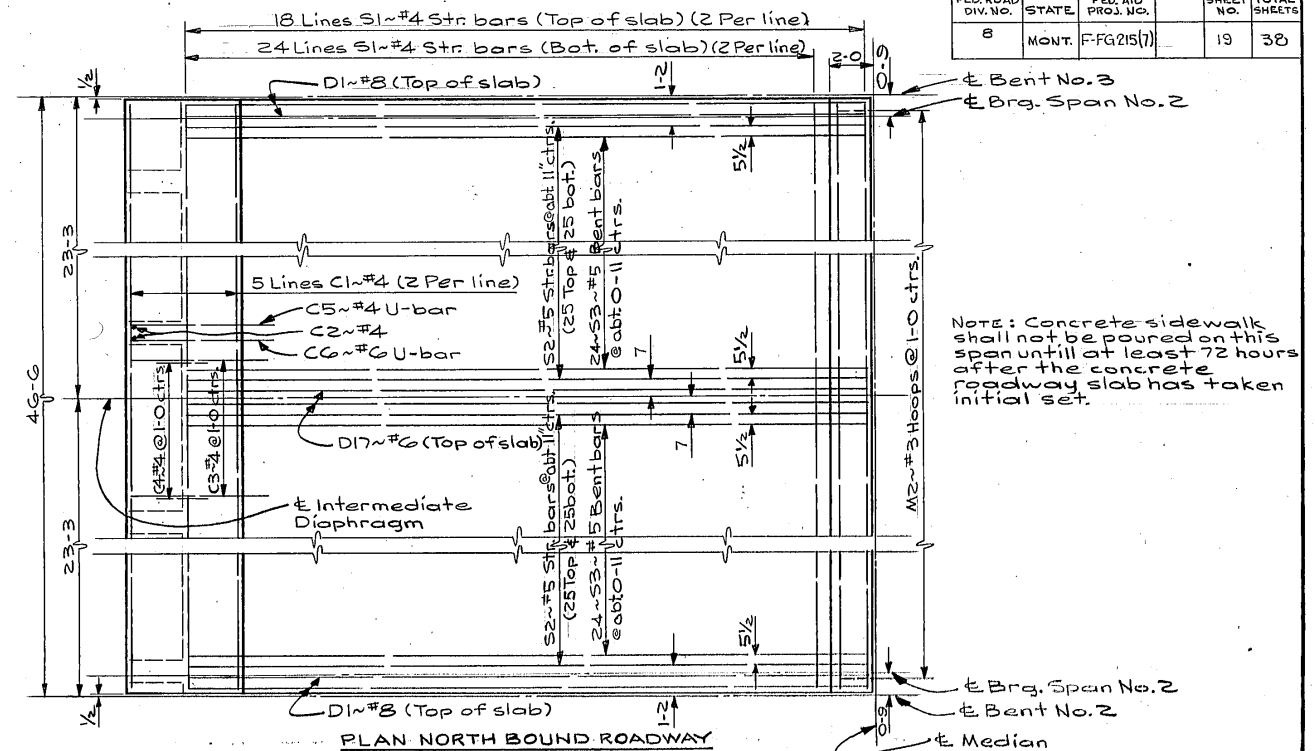 FED. ROAD DIV. NO.
STATE
FED. AID PROJ. NO.
SHEET NO.
TOTAL SHEETS
8
MONT.
F-FG215(7)
19
38
18 Lines S1~#4 Str. bars (Top of slab) (2 Per line)
24 Lines S1~#4 Str. bars (Bot. of slab) (2 Per line)
2-0
0-9
D1~#8 (Top of slab)
1-2
1/2
℄ Bent No.3
℄ Brg. Span No.2
5½
S2~#5 Str. bars@abt 11" ctrs.
(25 Top & 25 bot.)
24~S3~#5 Bent bars
@abt. 0-11 ctrs.
23-3
46-6
5 Lines C1~#4 (2 Per line)
C5~#4 U-bar
C2~#4
C6~#6 U-bar
7
5½
M2~#3 Hoops @ 1-0 ctrs.
NOTE: Concrete sidewalk
shall not be poured on this
span untill at least 72 hours
after the concrete
roadway slab has taken
initial set.
C4~#4 @ 1-0 ctrs.
C3~#4 @ 1-0 ctrs.
D17~#6 (Top of slab)
7
5½
℄ Intermediate
Diaphragm
23-3
S2~#5 Str. bars@abt 11" ctrs.
(25 Top & 25 bot.)
24~S3~#5 Bent bars
@abt 0-11 ctrs.
5½
℄ Brg. Span No.2
℄ Bent No.2
1/2
D1~#8 (Top of slab)
1-2
0-9
℄ Median
PLAN NORTH BOUND ROADWAY